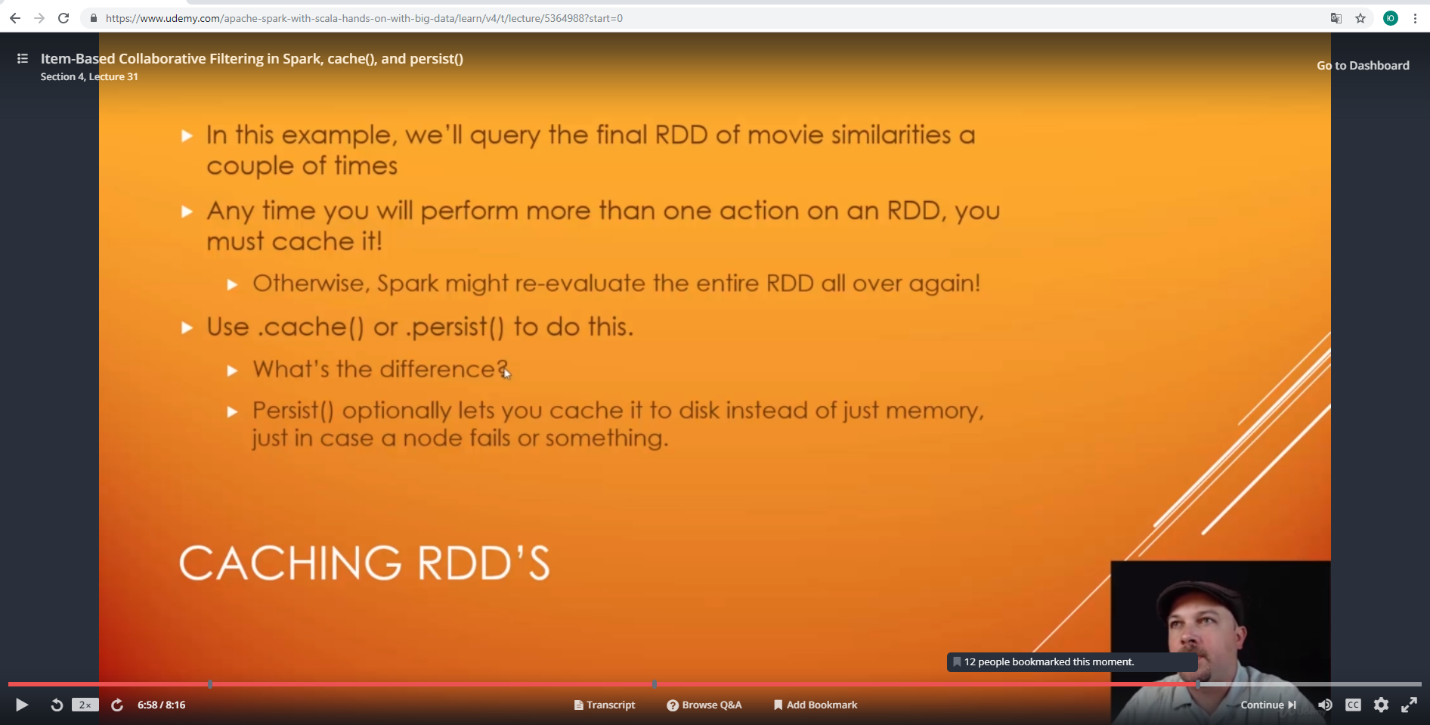 https://www.udemy.com/apache-spark-with-scala-hands-on-with-big-data/learn/v4/t/lecture/5364988?start=0
IO
Item-Based Collaborative Filtering in Spark, cache(), and persist()
Section 4, Lecture 31
Go to Dashboard
In this example, we'll query the final RDD of movie similarities a
couple of times
Any time you will perform more than one action on an RDD, you
must cache it!
Otherwise, Spark might re-evaluate the entire RDD all over again!
Use .cache() or .persist() to do this.
What's the difference?
Persist() optionally lets you cache it to disk instead of just memory,
just in case a node fails or something.
CACHING RDD'S
12 people bookmarked this moment.
2×
6:58 / 8:16
Transcript
Browse Q&A
Add Bookmark
Continue
CC